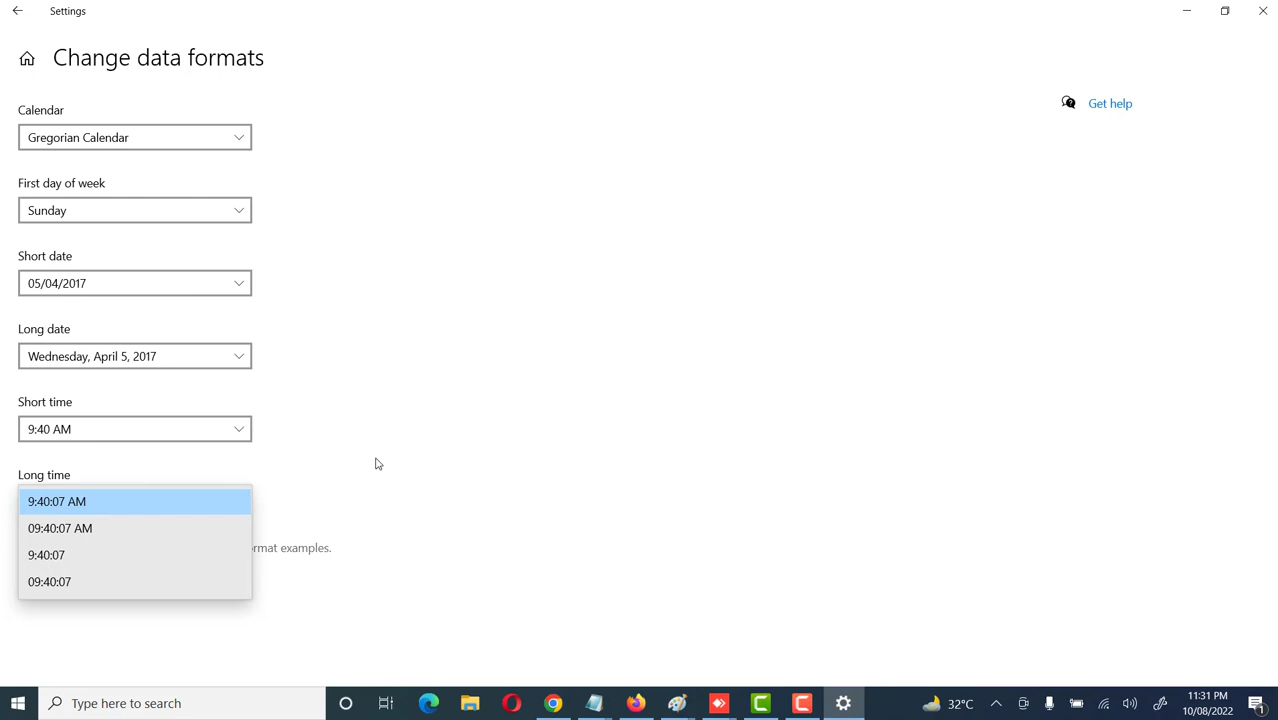 Settings
Change data formats
Get help
Calendar
Gregorian Calendar
First day of week
Sunday
Short date
05/04/2017
Long date
Wednesday, April 5, 2017
Short time
9:40 AM
Long time
9:40:07 AM
09:40:07 AM
9:40:07
ormat examples.
09:40:07
Type here to search
32°C
11:31 PM
10/08/2022
1